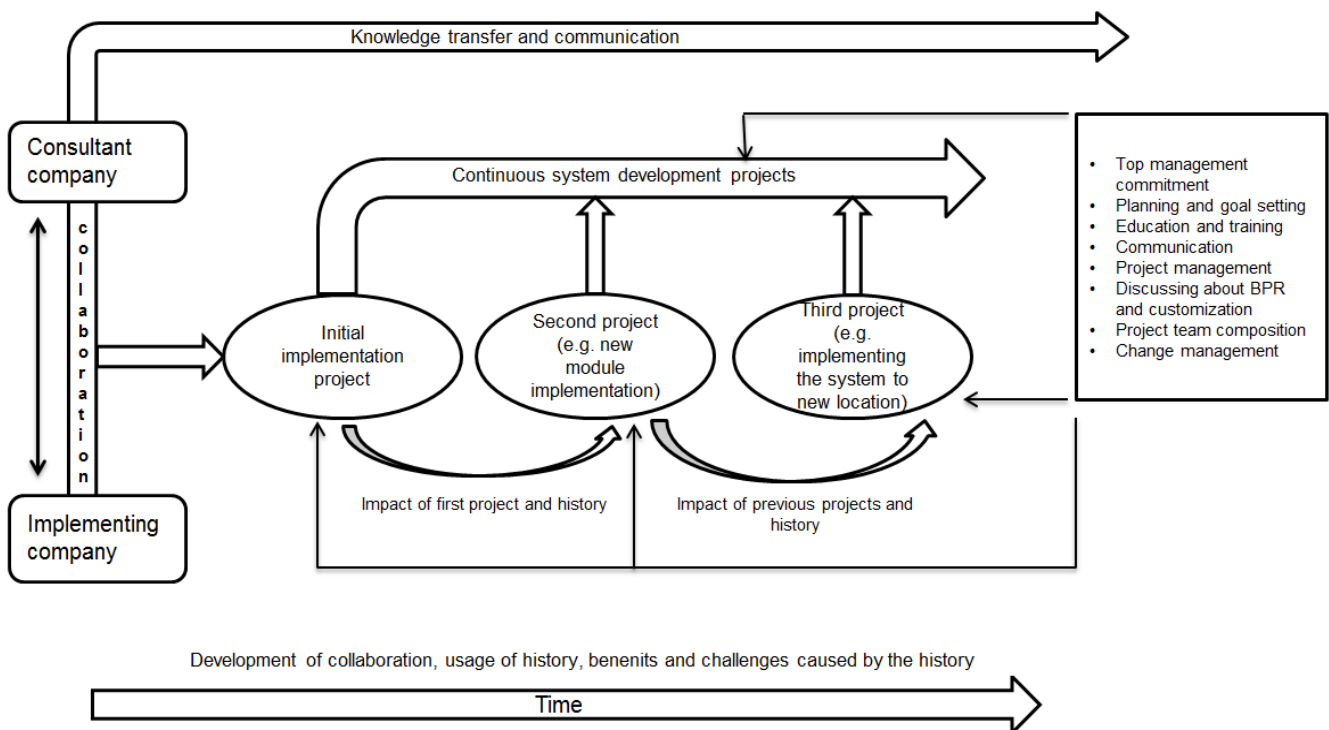 Knowledge transfer and communication
Consultant
company
collaboration
Implementing
company
Continuous system development projects
Initial
implementation
project
Second project
(e.g. new
module
implementation)
Third project
(e.g.
implementing
the system to
new location)
• Top management
commitment
• Planning and goal setting
• Education and training
• Communication
• Project management
• Discussing about BPR
and customization
• Project team composition
• Change management
Impact of first project and history
Impact of previous projects and
history
Development of collaboration, usage of history, benenits and challenges caused by the history
Time